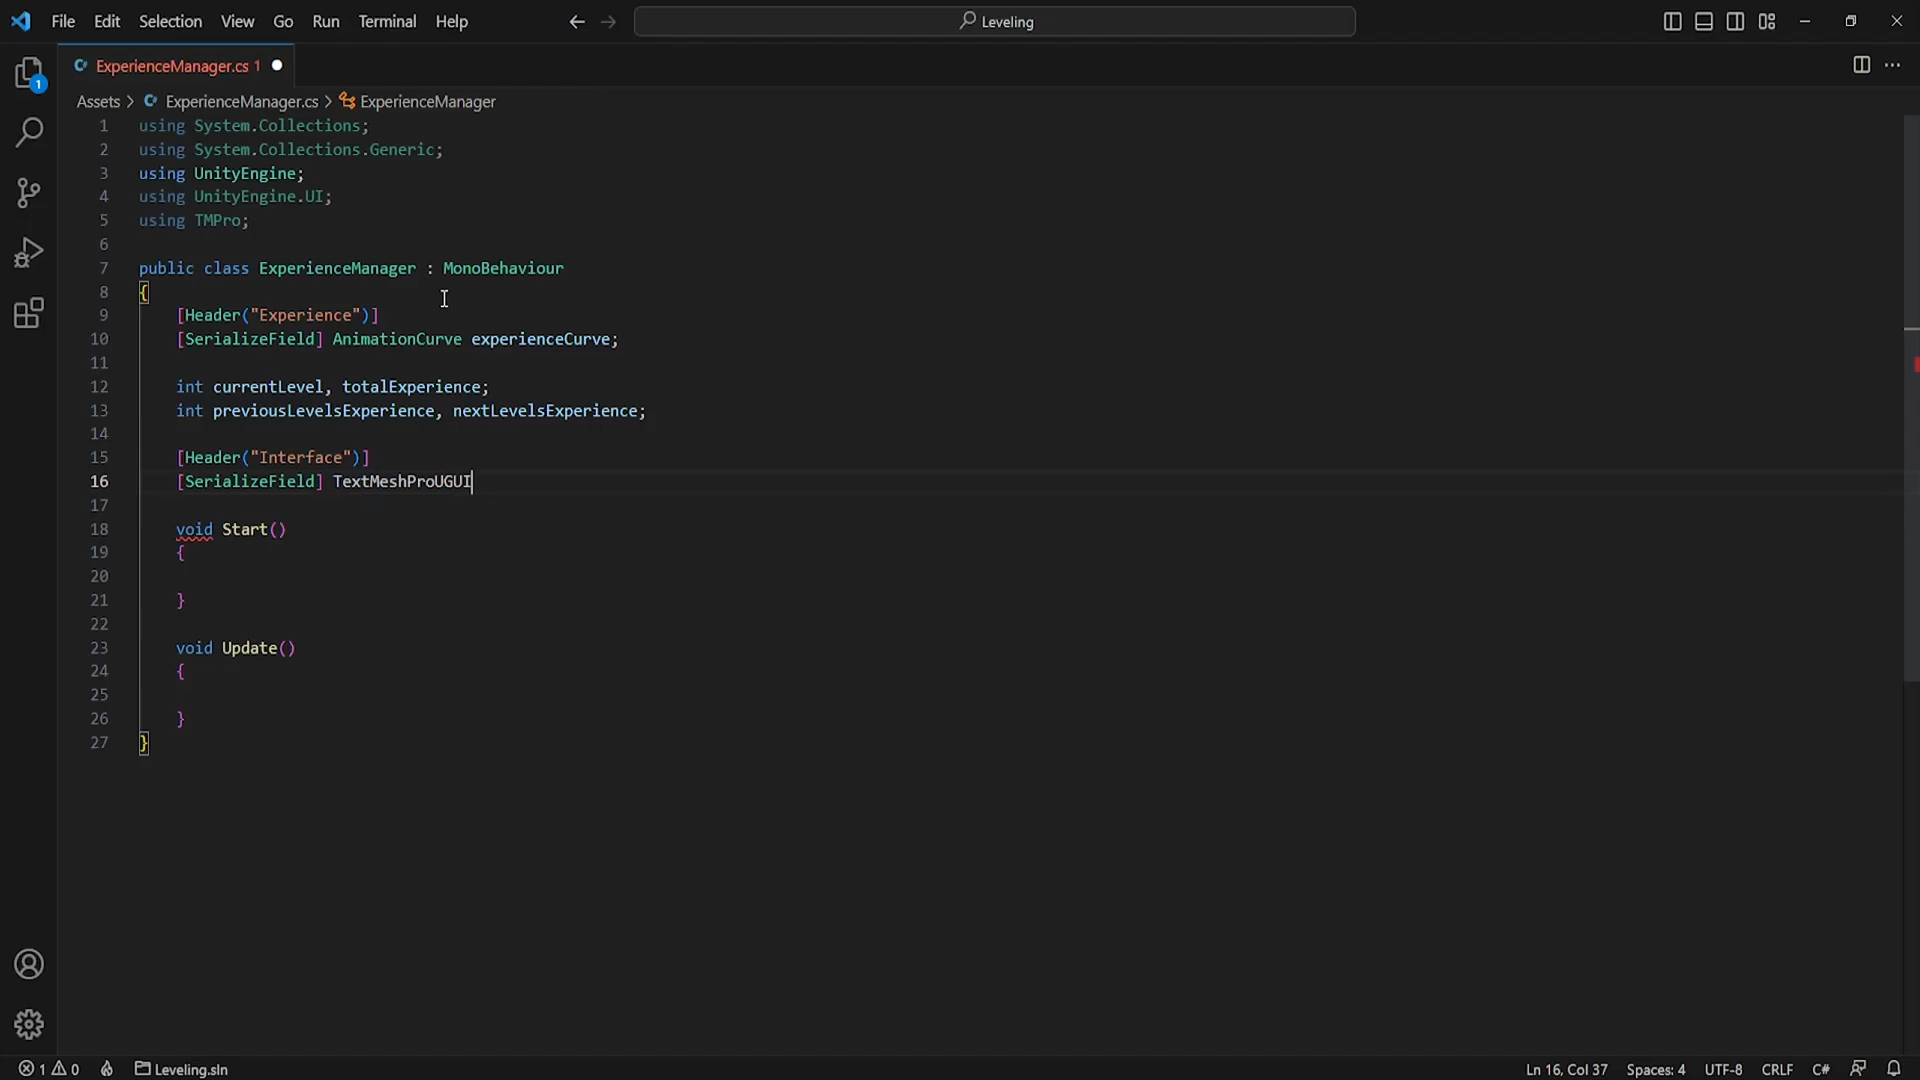 File Edit Selection View Go Run Terminal Help
Leveling
ExperienceManager.cs 1
1
Assets > ExperienceManager.cs > ExperienceManager
1 using System.Collections;
2 using System.Collections.Generic;
3 using UnityEngine;
4 using UnityEngine.UI;
5 using TMPro;
6
7 public class ExperienceManager : MonoBehaviour
8 {
9 [Header("Experience")]
10 [SerializeField] AnimationCurve experienceCurve;
11
12 int currentLevel, totalExperience;
13 int previousLevelsExperience, nextLevelsExperience;
14
15 [Header("Interface")]
16 [SerializeField] TextMeshProUGUI
17
18 void Start()
19 {
20
21 }
22
23 void Update()
24 {
25
26 }
27 }
1 0 Leveling.sln Ln 16, Col 37 Spaces: 4 UTF-8 CRLF C#